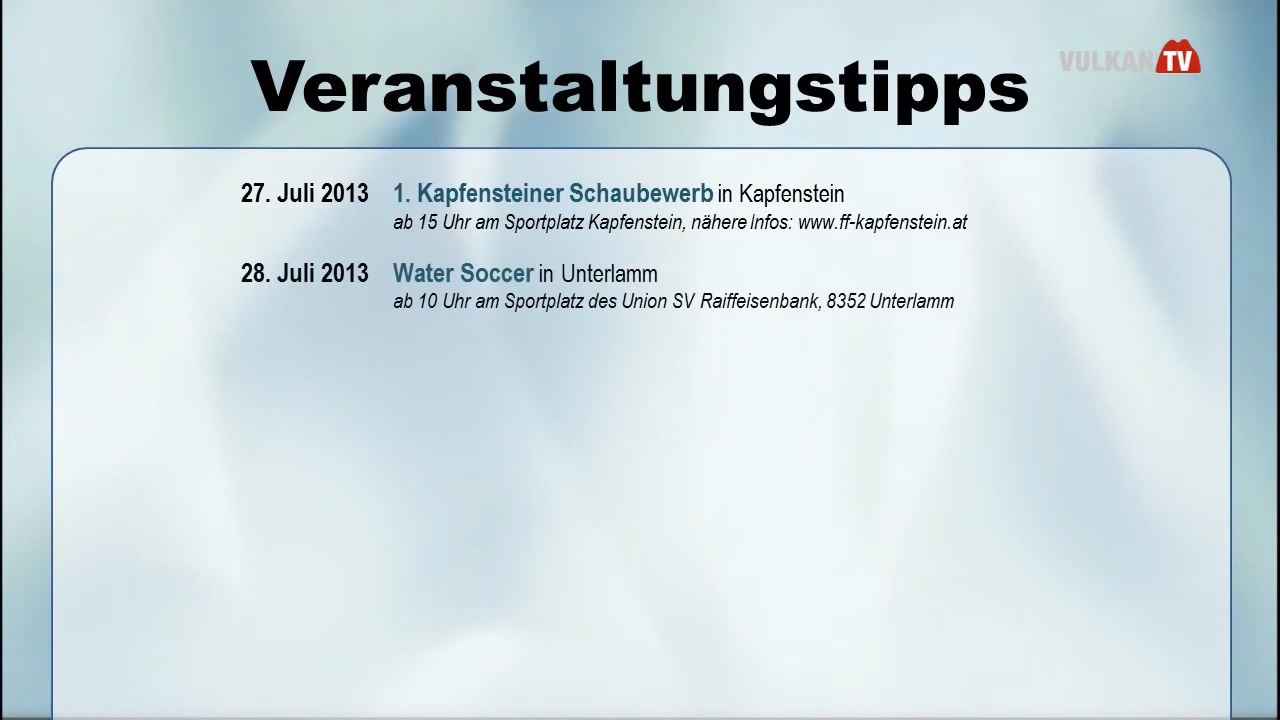 VULKAN TV
Veranstaltungstipps
27. Juli 2013 1. Kapfensteiner Schaubewerb in Kapfenstein
ab 15 Uhr am Sportplatz Kapfenstein, nähere Infos: www.ff-kapfenstein.at
28. Juli 2013 Water Soccer in Unterlamm
ab 10 Uhr am Sportplatz des Union SV Raiffeisenbank, 8352 Unterlamm